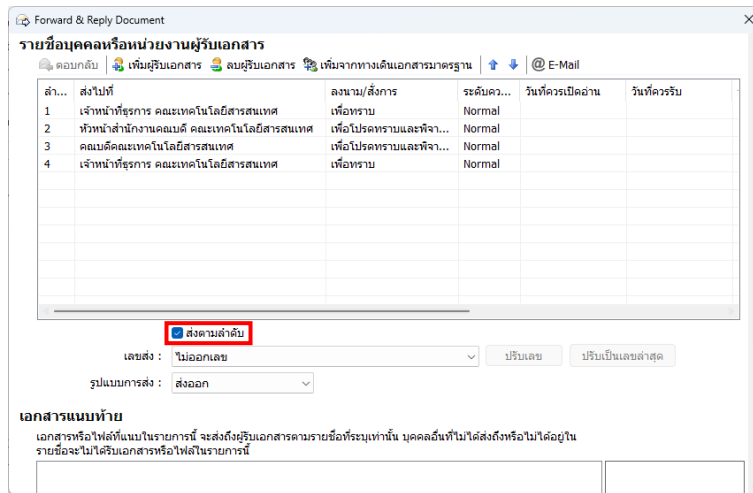 Forward & Reply Document
รายชื่อบุคคลหรือหน่วยงานผู้รับเอกสาร
ตอบกลับ เพิ่มผู้รับเอกสาร ลบผู้รับเอกสาร เพิ่มจากทางเดินเอกสารมาตรฐาน @ E-Mail
ลำ... ส่งไปที่ ลงนาม/สั่งการ ระดับคว... วันที่ควรเปิดอ่าน วันที่ควรรับ
1 เจ้าหน้าที่ธุรการ คณะเทคโนโลยีสารสนเทศ เพื่อทราบ Normal
2 หัวหน้าสำนักงานคณบดี คณะเทคโนโลยีสารสนเทศ เพื่อโปรดทราบและพิจา... Normal
3 คณบดีคณะเทคโนโลยีสารสนเทศ เพื่อโปรดทราบและพิจา... Normal
4 เจ้าหน้าที่ธุรการ คณะเทคโนโลยีสารสนเทศ เพื่อทราบ Normal
ส่งตามลำดับ
เลขส่ง : ไม่ออกเลข ปรับเลข ปรับเป็นเลขล่าสุด
รูปแบบการส่ง : ส่งออก
เอกสารแนบท้าย
เอกสารหรือไฟล์ที่แนบในรายการนี้ จะส่งถึงผู้รับเอกสารตามรายชื่อที่ระบุเท่านั้น บุคคลอื่นที่ไม่ได้ส่งถึงหรือไม่ได้อยู่ใน
รายชื่อจะไม่ได้รับเอกสารหรือไฟล์ในรายการนี้